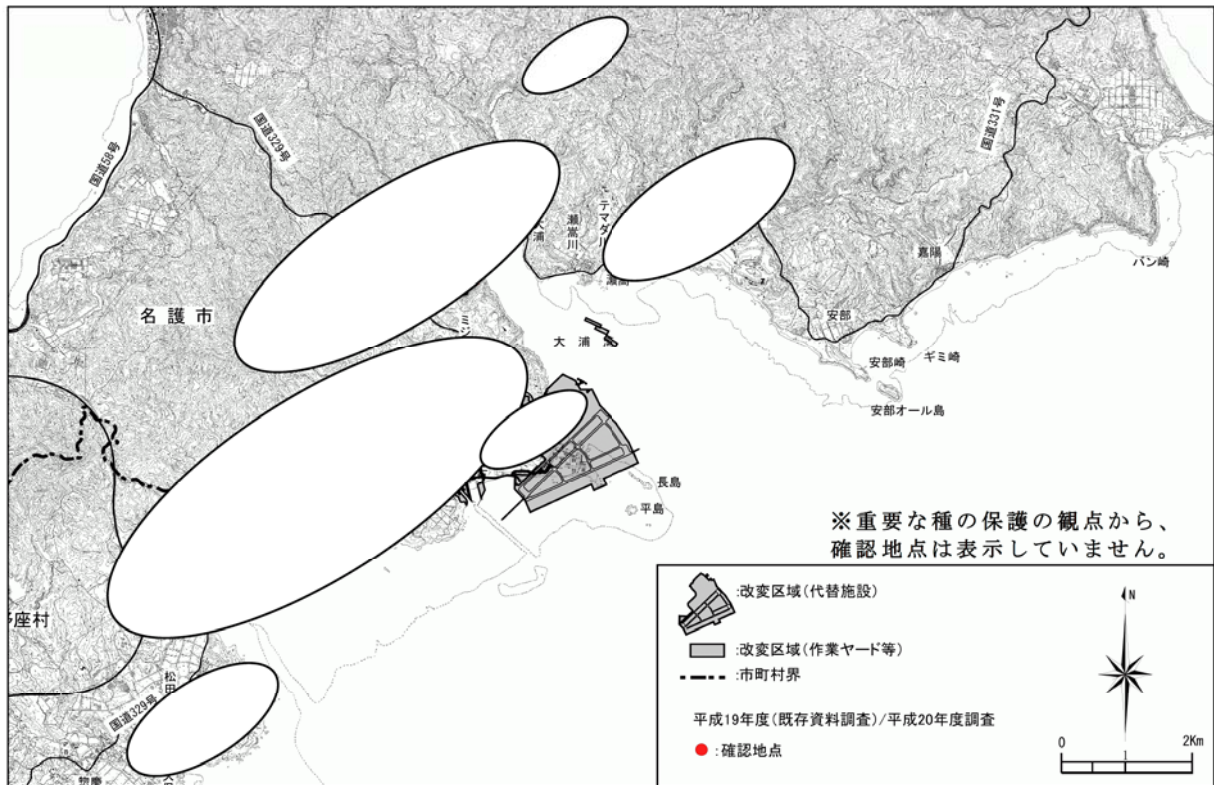 国道58号
国道329号
国道331号
大浦
瀬嵩川
テマダ川
瀬嵩
嘉陽
バン崎
名護市
ミジ
大浦湾
安部
安部崎
ギミ崎
安部オール島
長島
平島
※重要な種の保護の観点から、
確認地点は表示していません。
座村
松田
国道329号
惣慶
:改変区域(代替施設)
:改変区域(作業ヤード等)
:市町村界
平成19年度(既存資料調査)/平成20年度調査
:確認地点
N
0 1 2Km